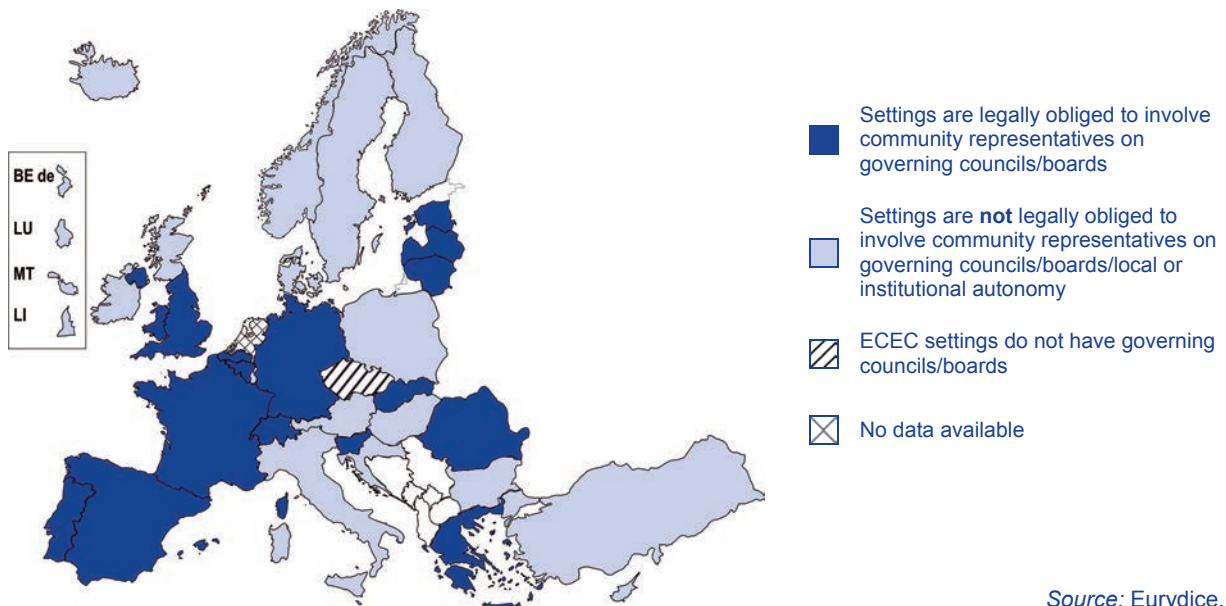 BE de
LU
MT
LI
Settings are legally obliged to involve
community representatives on
governing councils/boards
Settings are not legally obliged to
involve community representatives on
governing councils/boards/local or
institutional autonomy
ECEC settings do not have governing
councils/boards
No data available
Source: Eurydice.